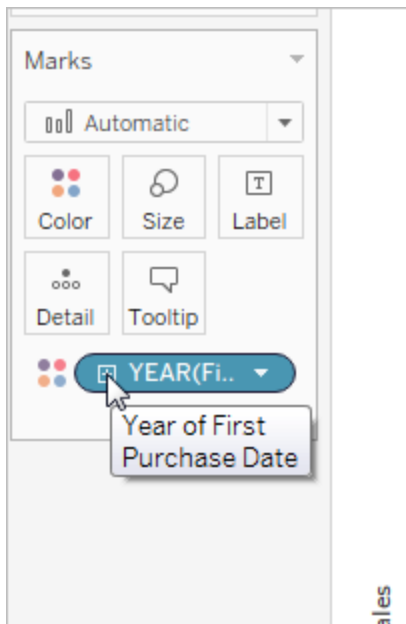 Marks
Automatic
Color Size Label
T
Detail Tooltip
YEAR(Fi..
Year of First
Purchase Date
ales